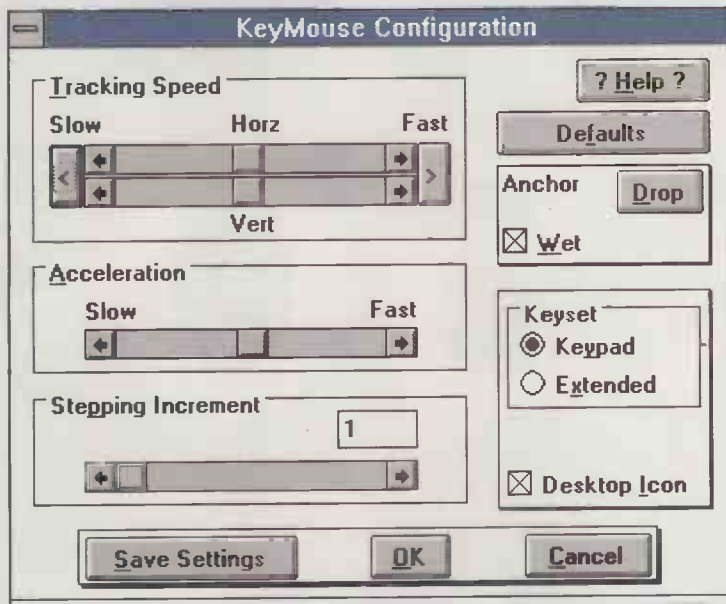 KeyMouse Configuration
Tracking Speed
Slow Horz Fast
< >
Vert
Acceleration
Slow Fast
Stepping Increment
1
? Help ?
Defaults
Anchor Drop
Wet
Keyset
Keypad
Extended
Desktop Icon
Save Settings OK Cancel